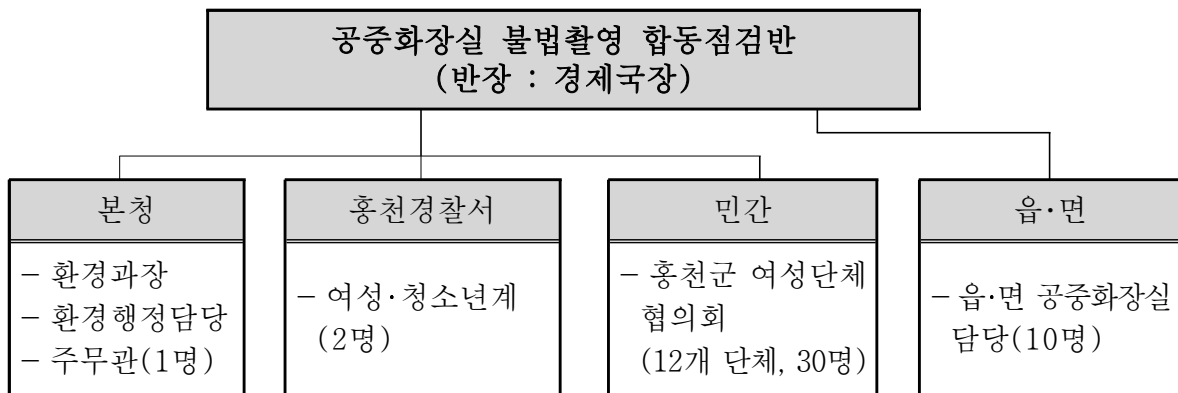 공중화장실 불법촬영 합동점검반
(반장 : 경제국장)
본청
- 환경과장
- 환경행정담당
- 주무관(1명)
홍천경찰서
- 여성·청소년계
(2명)
민간
- 홍천군 여성단체
협의회
(12개 단체, 30명)
읍·면
- 읍·면 공중화장실
담당(10명)